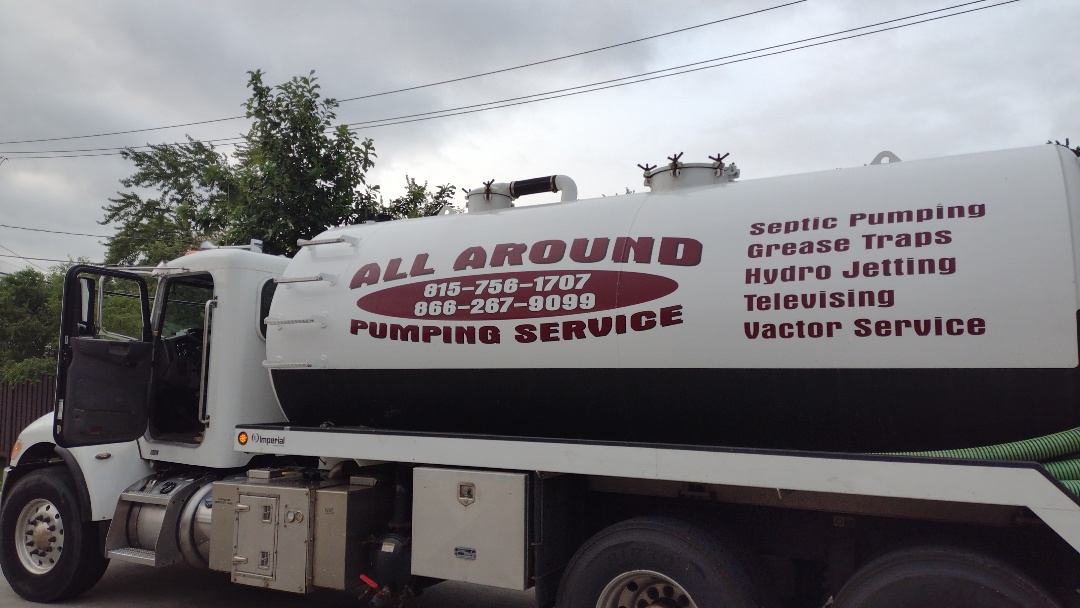 ALL AROUND
815-756-1707
866-267-9099
PUMPING SERVICE
Septic Pumping
Grease Traps
Hydro Jetting
Televising
Vactor Service
Imperial